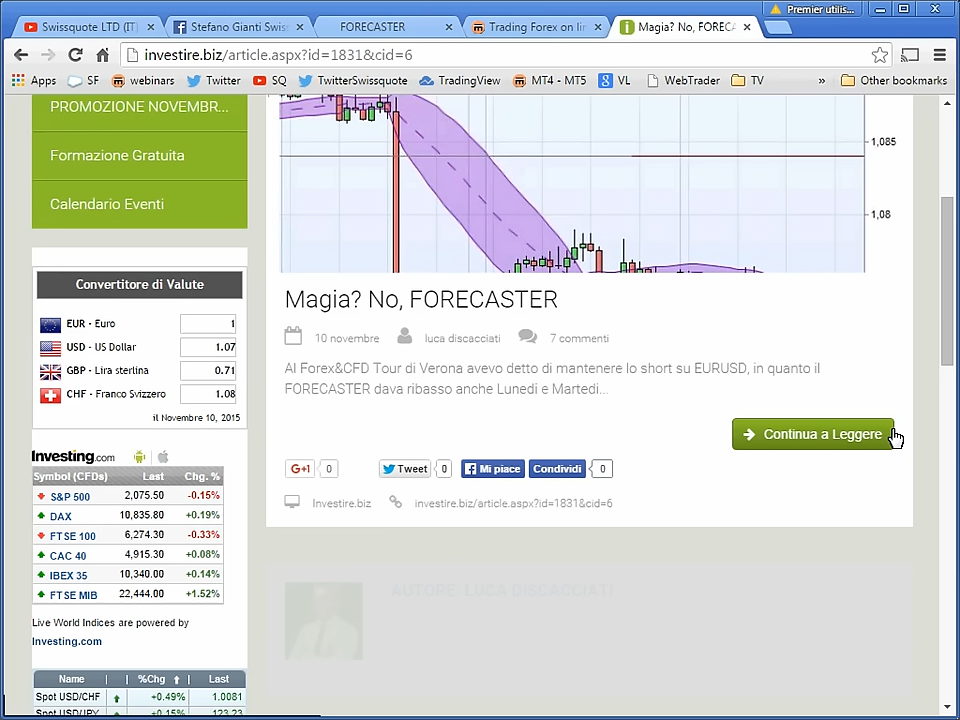 Premier utilis...
Swissquote LTD (IT)
Stefano Gianti Swiss
FORECASTER
Trading Forex on lin
Magia? No, FORECAS
investire.biz/article.aspx?id=1831&cid=6
Apps
SF
webinars
Twitter
SQ
TwitterSwissquote
TradingView
MT4 - MT5
VL
WebTrader
TV
»
Other bookmarks
PROMOZIONE NOVEMBR...
Formazione Gratuita
Calendario Eventi
1,085
1,08
Magia? No, FORECASTER
10 novembre luca discacciati 7 commenti
Al Forex&CFD Tour di Verona avevo detto di mantenere lo short su EURUSD, in quanto il
FORECASTER dava ribasso anche Lunedi e Martedi...
Continua a Leggere
G+1 0 Tweet 0 Mi piace Condividi 0
Investire.biz investire.biz/article.aspx?id=1831&cid=6
AUTORE: LUCA DISCACCIATI
Convertitore di Valute
EUR - Euro 1
USD - US Dollar 1.07
GBP - Lira sterlina 0.71
CHF - Franco Svizzero 1.08
il Novembre 10, 2015
Investing.com
Symbol (CFDs) Last Chg. %
S&P 500 2,075.50 -0.15%
DAX 10,835.80 +0.19%
FTSE 100 6,274.30 -0.33%
CAC 40 4,915.30 +0.08%
IBEX 35 10,340.00 +0.14%
FTSE MIB 22,444.00 +1.52%
Live World Indices are powered by
Investing.com
Name %Chg Last
Spot USD/CHF +0.49% 1.0081
Spot USD/JPY +0.15% 123.23